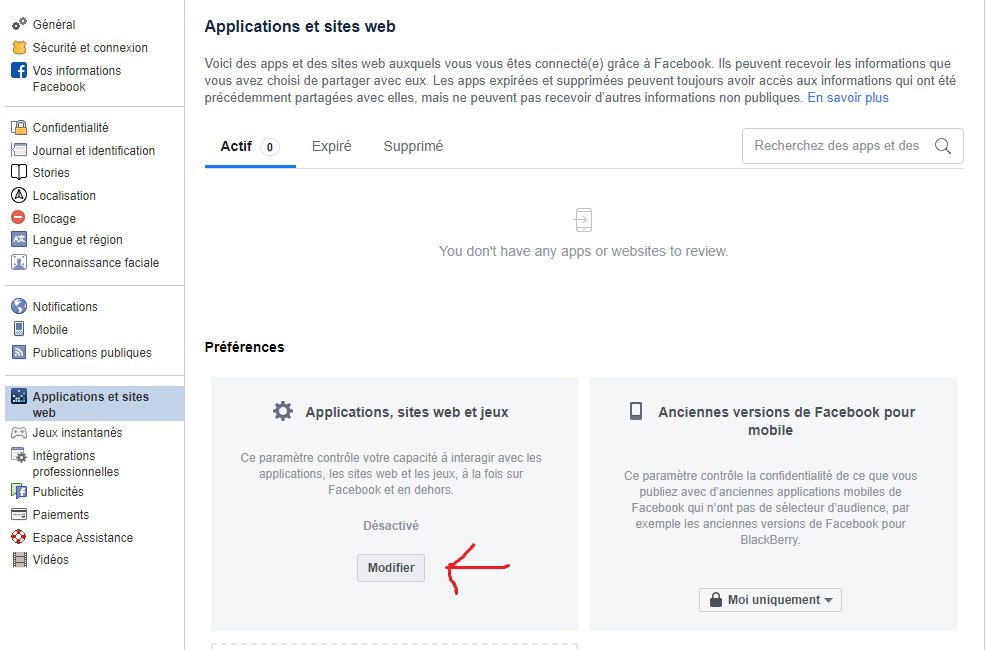 Général
Sécurité et connexion
Vos informations
Facebook
Confidentialité
Journal et identification
Stories
Localisation
Blocage
Langue et région
Reconnaissance faciale
Notifications
Mobile
Publications publiques
Applications et sites
web
Jeux instantanés
Intégrations
professionnelles
Publicités
Paiements
Espace Assistance
Vidéos
Applications et sites web
Voici des apps et des sites web auxquels vous vous êtes connecté(e) grâce à Facebook. Ils peuvent recevoir les informations que
vous avez choisi de partager avec eux. Les apps expirées et supprimées peuvent toujours avoir accès aux informations qui ont été
précédemment partagées avec elles, mais ne peuvent pas recevoir d’autres informations non publiques. En savoir plus
Actif 0 Expiré Supprimé Recherchez des apps et des
You don't have any apps or websites to review.
Préférences
Applications, sites web et jeux
Ce paramètre contrôle votre capacité à interagir avec les
applications, les sites web et les jeux, à la fois sur
Facebook et en dehors.
Désactivé
Modifier
Anciennes versions de Facebook pour
mobile
Ce paramètre contrôle la confidentialité de ce que vous
publiez avec d’anciennes applications mobiles de
Facebook qui n’ont pas de sélecteur d’audience, par
exemple les anciennes versions de Facebook pour
BlackBerry.
Moi uniquement